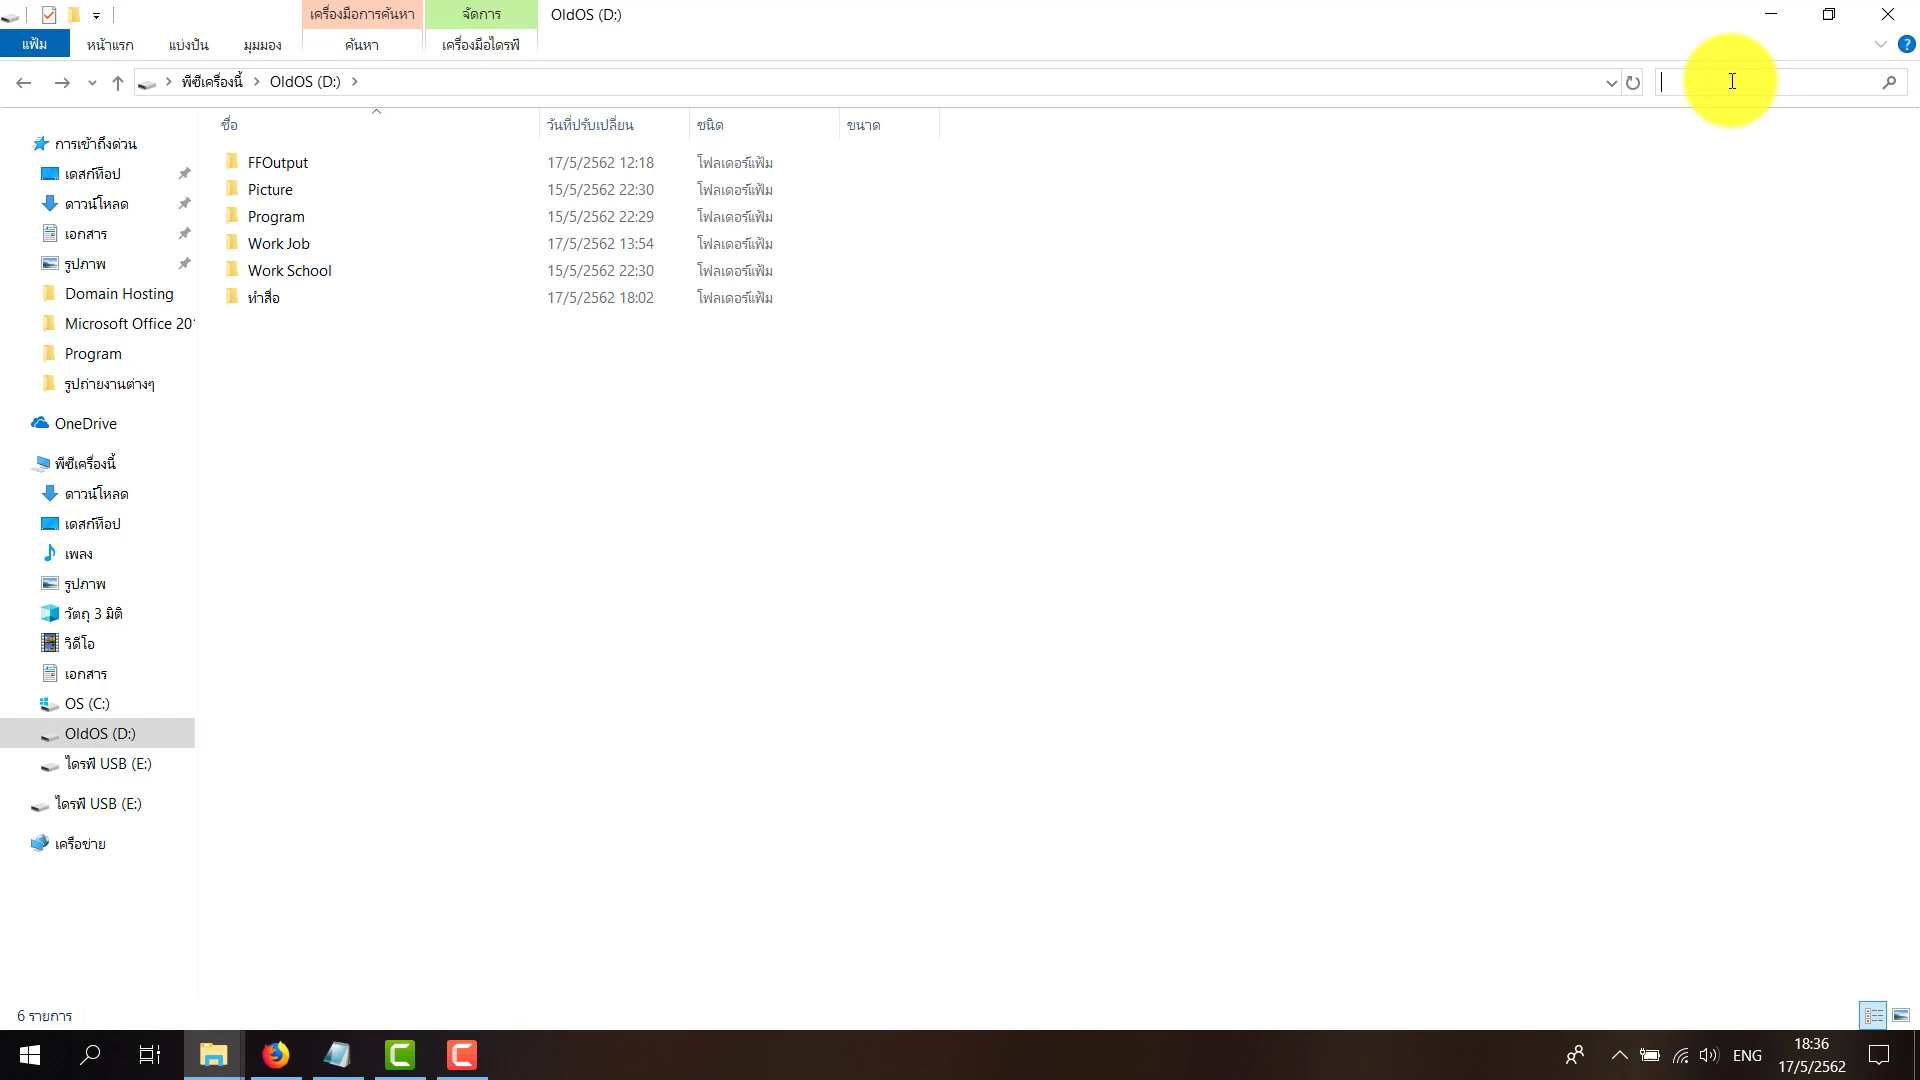 เครื่องมือการค้นหา จัดการ OldOS (D:)
แฟ้ม หน้าแรก แบ่งปัน มุมมอง ค้นหา เครื่องมือไดรฟ์
พีซีเครื่องนี้ OldOS (D:)
ชื่อ วันที่ปรับเปลี่ยน ชนิด ขนาด
FFOutput 17/5/2562 12:18 โฟลเดอร์แฟ้ม
Picture 15/5/2562 22:30 โฟลเดอร์แฟ้ม
Program 15/5/2562 22:29 โฟลเดอร์แฟ้ม
Work Job 17/5/2562 13:54 โฟลเดอร์แฟ้ม
Work School 15/5/2562 22:30 โฟลเดอร์แฟ้ม
ทำสื่อ 17/5/2562 18:02 โฟลเดอร์แฟ้ม
การเข้าถึงด่วน
เดสก์ท็อป
ดาวน์โหลด
เอกสาร
รูปภาพ
Domain Hosting
Microsoft Office 20
Program
รูปถ่ายงานต่างๆ
OneDrive
พีซีเครื่องนี้
ดาวน์โหลด
เดสก์ท็อป
เพลง
รูปภาพ
วัตถุ 3 มิติ
วิดีโอ
เอกสาร
OS (C:)
OldOS (D:)
ไดรฟ์ USB (E:)
ไดรฟ์ USB (E:)
เครือข่าย
6 รายการ
ENG
18:36
17/5/2562